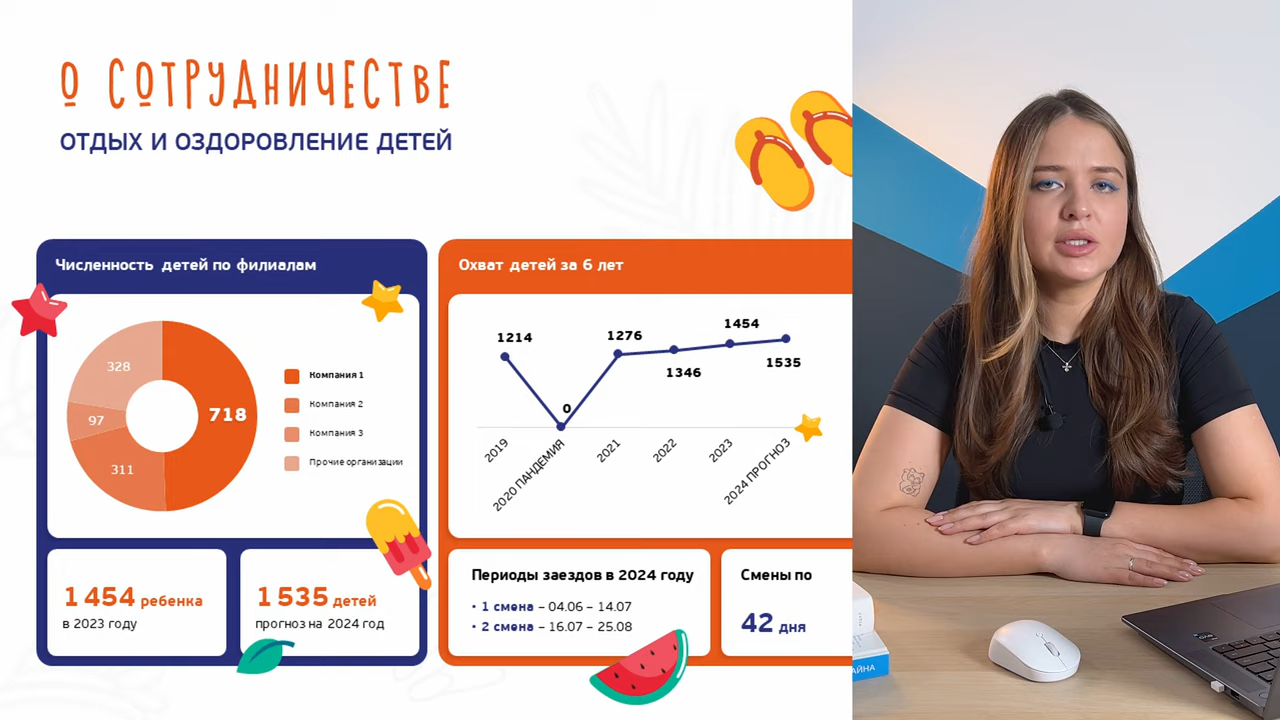 О СОТРУДНИЧЕСТВЕ
ОТДЫХ И ОЗДОРОВЛЕНИЕ ДЕТЕЙ
Численность детей по филиалам
328
97
311
718
Компания 1
Компания 2
Компания 3
Прочие организации
1 454 ребенка
в 2023 году
1 535 детей
прогноз на 2024 год
Охват детей за 6 лет
1214
0
1276
1346
1454
1535
2019
2020 ПАНДЕМИЯ
2021
2022
2023
2024 ПРОГНОЗ
Периоды заездов в 2024 году
• 1 смена – 04.06 – 14.07
• 2 смена – 16.07 – 25.08
Смены по
42 дня
АЙНА